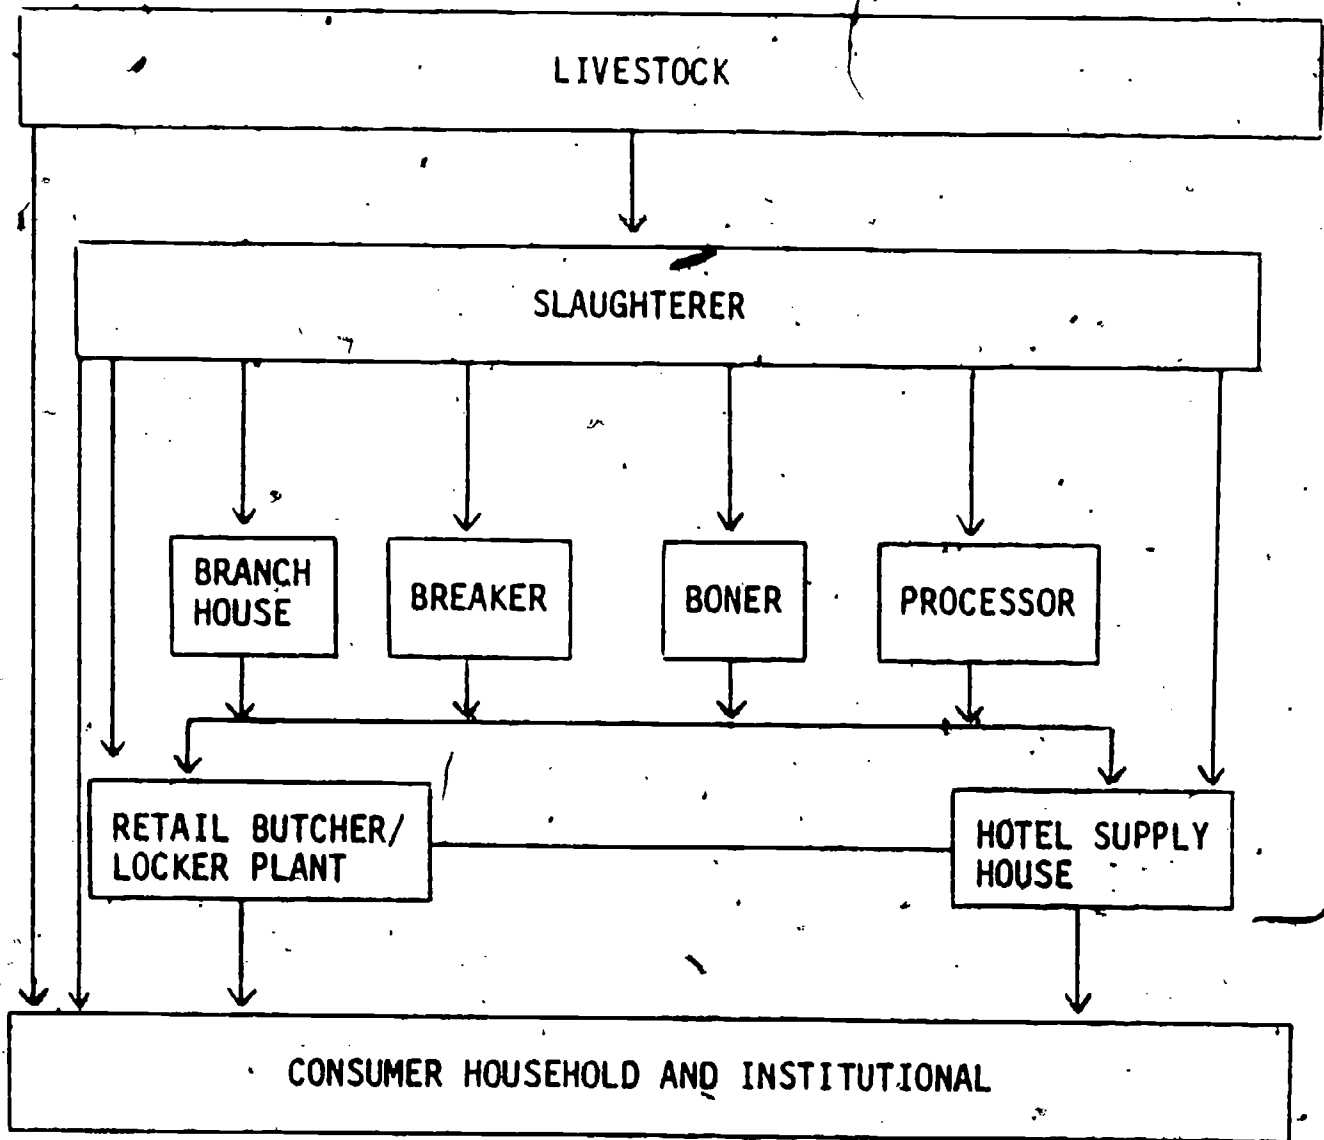 LIVESTOCK
SLAUGHTERER
BRANCH
HOUSE
BREAKER
BONER
PROCESSOR
RETAIL BUTCHER/
LOCKER PLANT
HOTEL SUPPLY
HOUSE
CONSUMER HOUSEHOLD AND INSTITUTIONAL